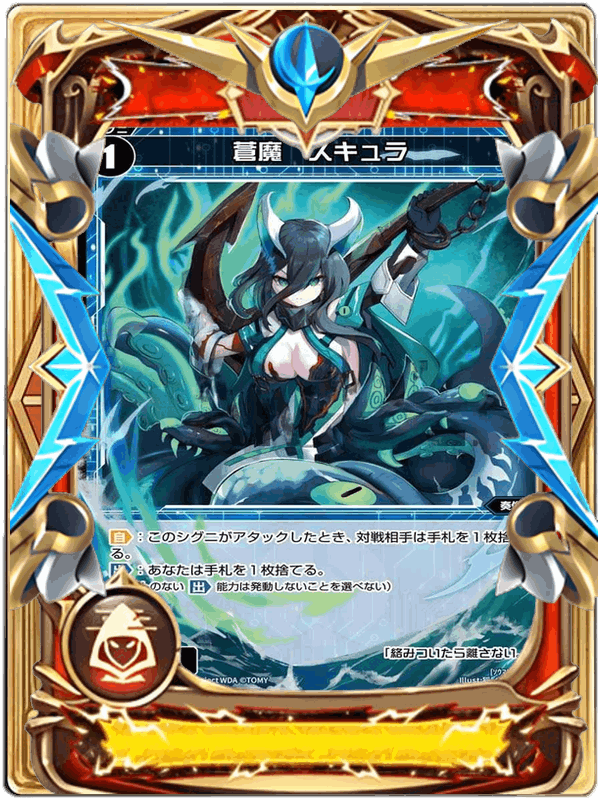 1
蒼魔 スキュラ
自：このシグニがアタックしたとき、対戦相手は手札を１枚捨
る。
出：あなたは手札を１枚捨てる。
のない 出 能力は発動しないことを選べない）
「絡みついたら離さない
ject WDA ©TOMY
Illust: